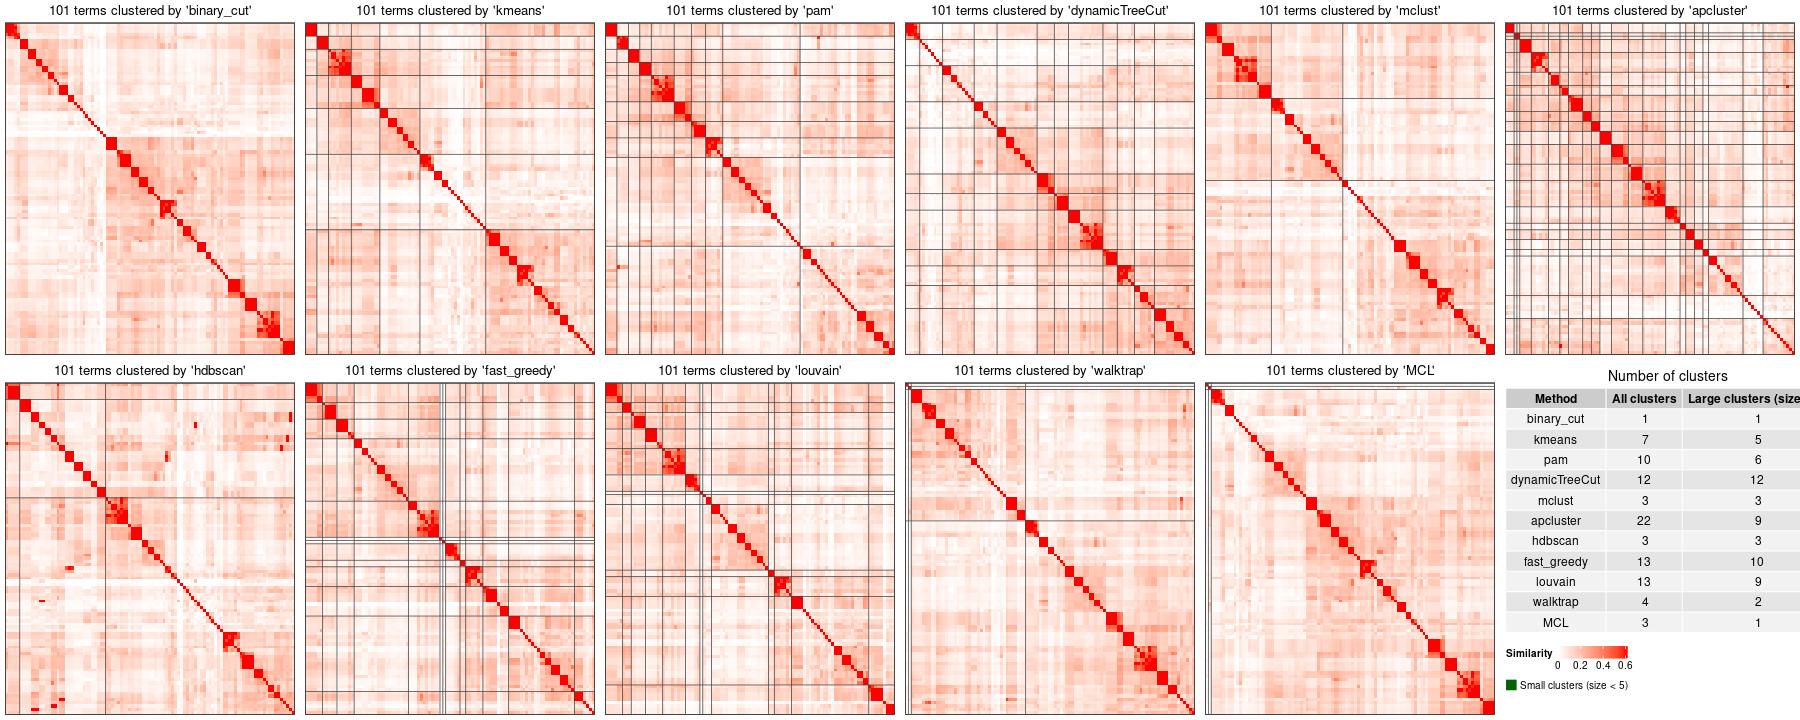 101 terms clustered by 'binary_cut'
101 terms clustered by 'kmeans'
101 terms clustered by 'pam'
101 terms clustered by 'dynamicTreeCut'
101 terms clustered by 'mclust'
101 terms clustered by 'apcluster'
101 terms clustered by 'hdbscan'
101 terms clustered by 'fast_greedy'
101 terms clustered by 'louvain'
101 terms clustered by 'walktrap'
101 terms clustered by 'MCL'
Number of clusters
Method All clusters Large clusters (size
binary_cut 1 1
kmeans 7 5
pam 10 6
dynamicTreeCut 12 12
mclust 3 3
apcluster 22 9
hdbscan 3 3
fast_greedy 13 10
louvain 13 9
walktrap 4 2
MCL 3 1
Similarity
0 0.2 0.4 0.6
Small clusters (size < 5)